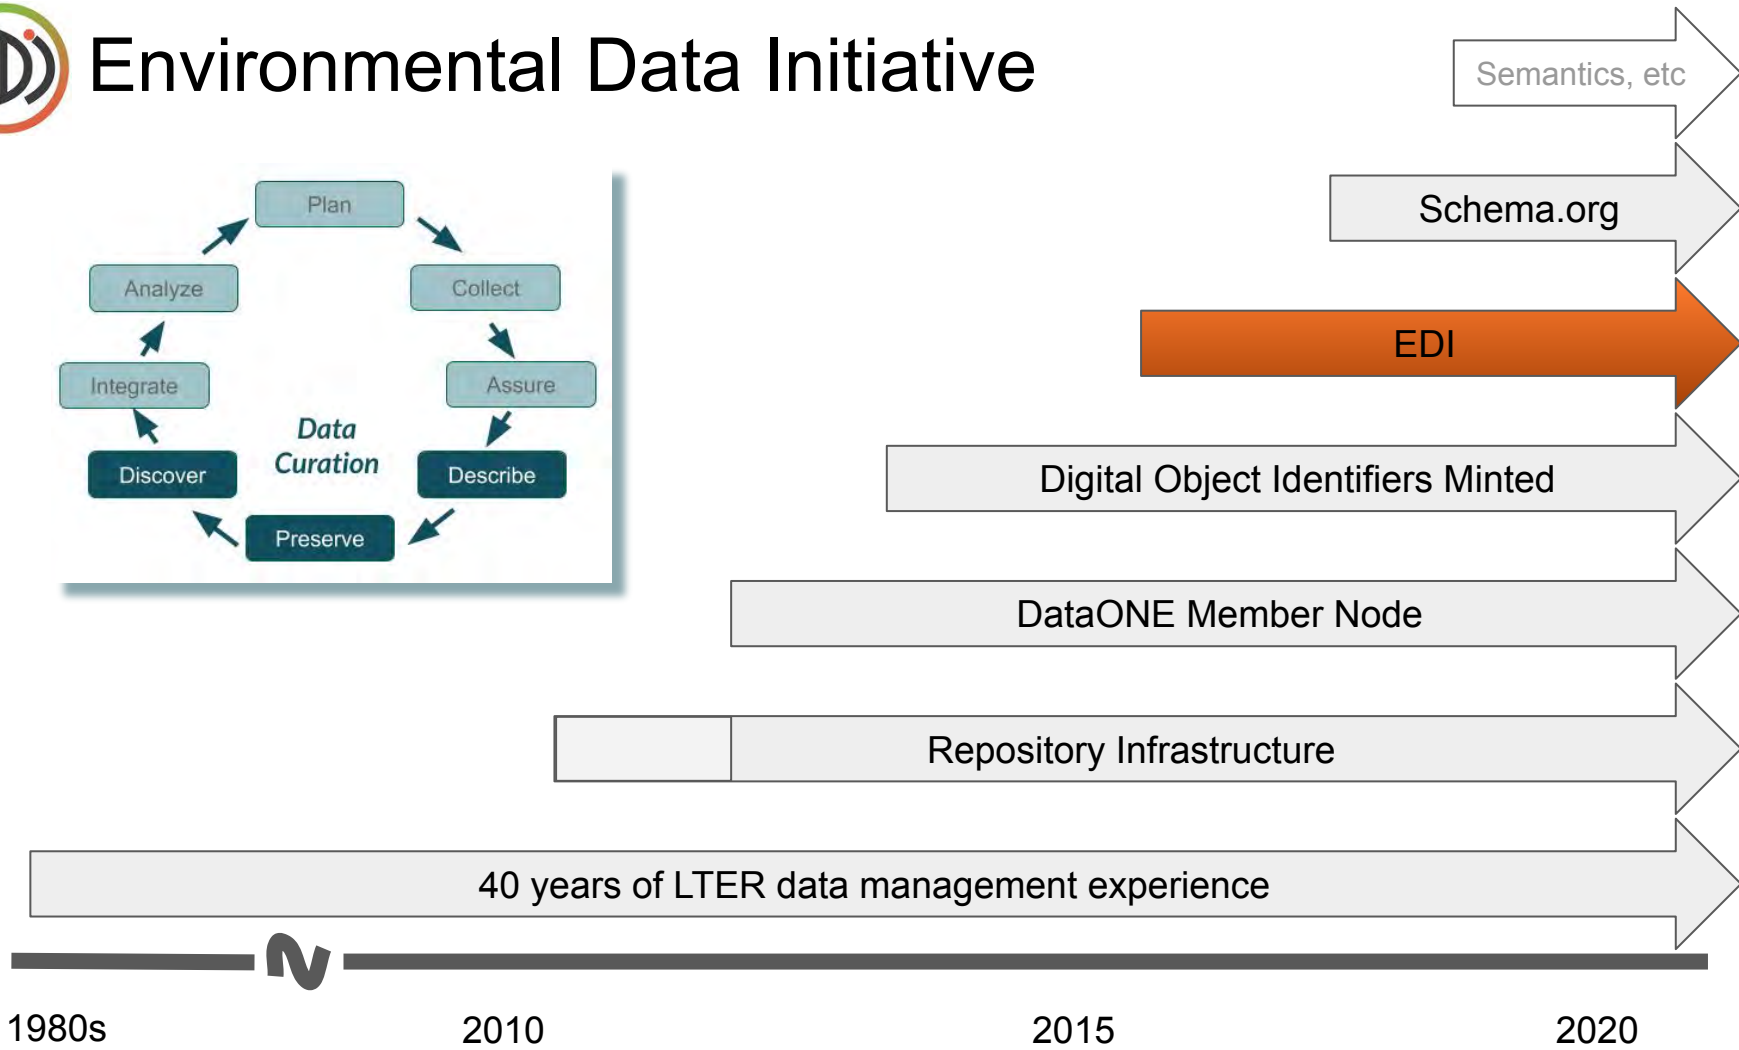 Environmental Data Initiative
Semantics, etc
Schema.org
EDI
Digital Object Identifiers Minted
DataONE Member Node
Repository Infrastructure
40 years of LTER data management experience
Plan
Collect
Assure
Describe
Preserve
Discover
Integrate
Analyze
Data
Curation
1980s
2010
2015
2020